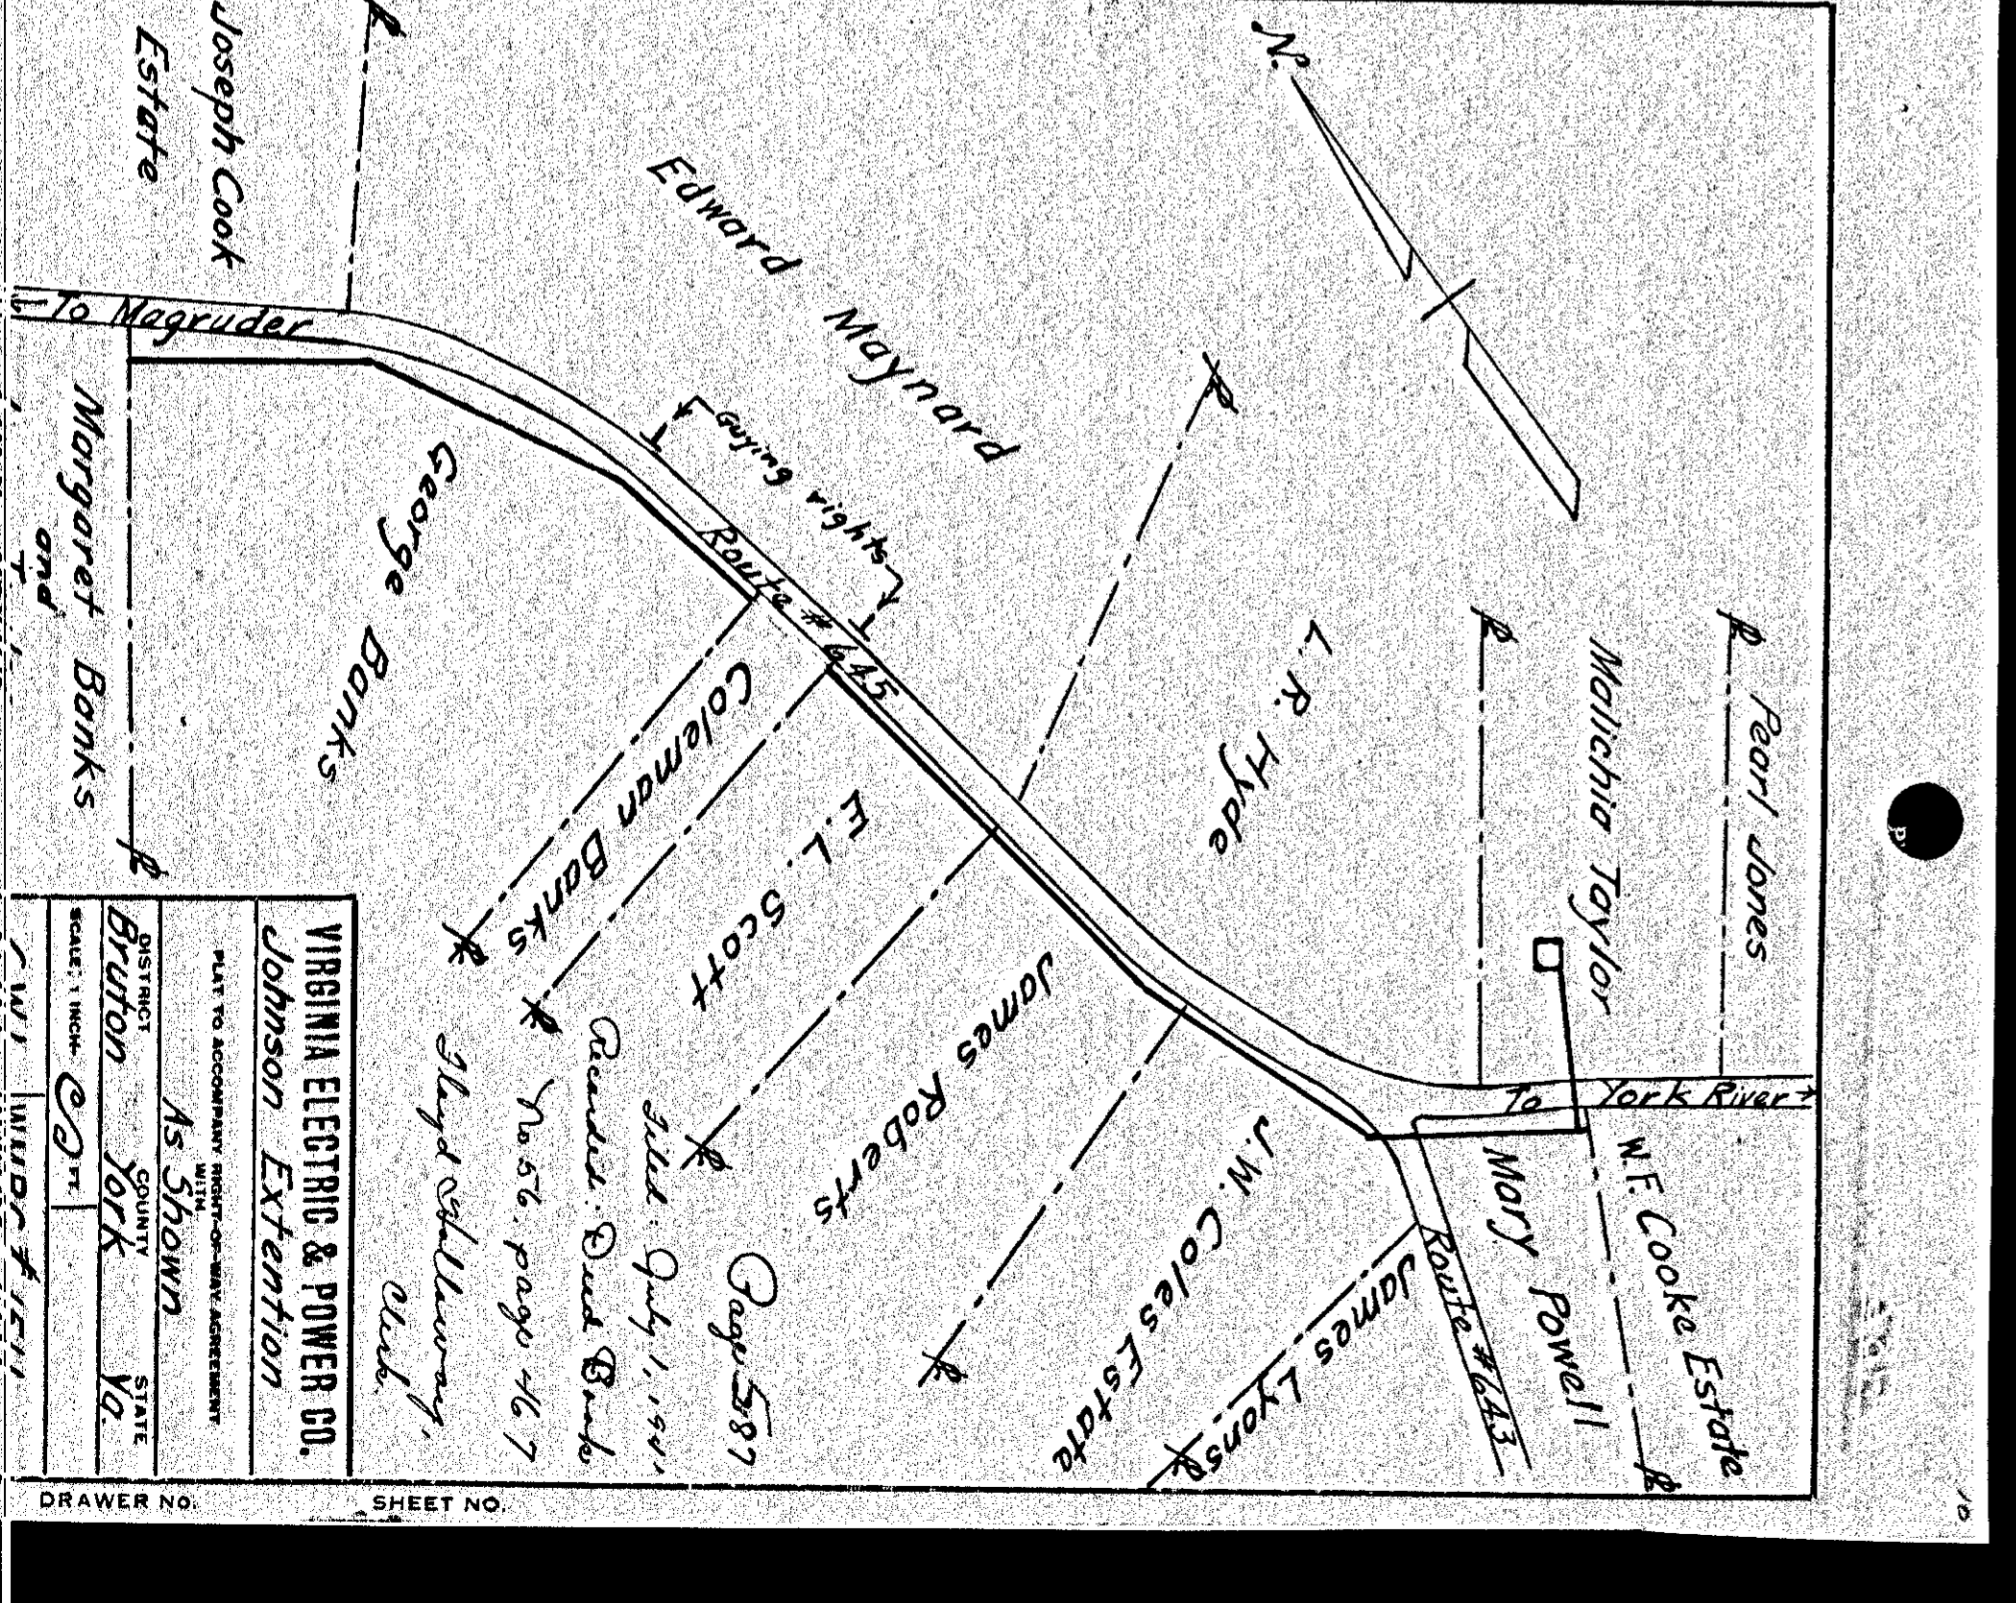 Joseph Cook
Estate
N.
Edward Maynard
To Magruder
Guying rights
Route # 645
L. R. Hyde
Malichia Taylor
Pearl Jones
Margaret Banks
and
George Banks
Coleman Banks
E. L. Scott
James Roberts
J. W. Coles Estate
James Lyons
Route #643
To York River
Mary Powell
W. F. Cooke Estate
Page 587
Filed: July 1,
Recorded: Deed Book
No 56, page 467
Clerk.
VIRGINIA ELECTRIC & POWER CO.
Johnson Extention
PLAT TO ACCOMPANY RIGHT-OF-WAY AGREEMENT
WITH
As Shown
DISTRICT COUNTY STATE
Bruton York Va.
SCALE, 1 INCH= FT.
DRAWER NO.
SHEET NO.
10